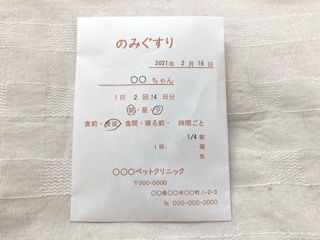 のみぐすり
2021年 2月 16日
〇〇 ちゃん
1日 2 回 14 日分
朝・昼・夕
食前・食後・食間・寝る前・ 時間ごと
1/4 錠
1回: 個
包
〇〇〇ペットクリニック
〒000-0000
〇〇県〇〇市〇〇町 1-2-3
℡ 000-000-0000